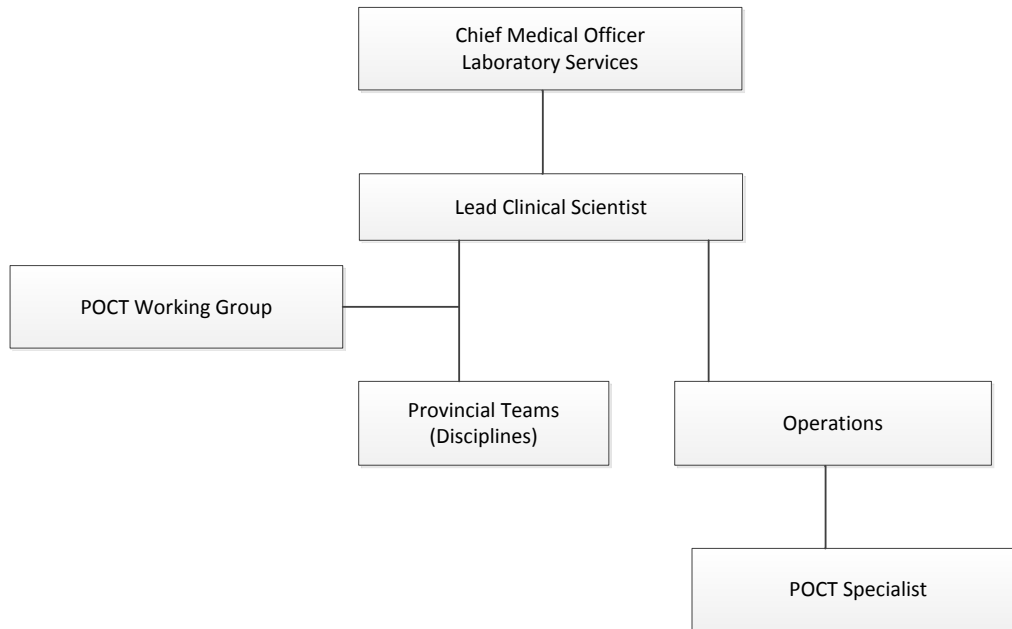 Chief Medical Officer
Laboratory Services
Lead Clinical Scientist
POCT Working Group
Provincial Teams
(Disciplines)
Operations
POCT Specialist